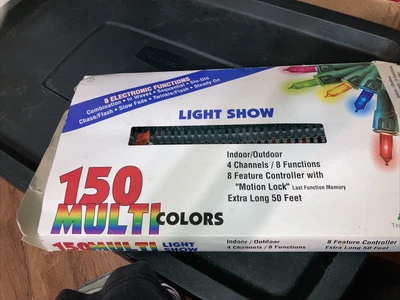 8 ELECTRONIC FUNCTIONS
Combination • In Waves • Sequential • Slo-Glo
Chase/Flash • Slow Fade • Twinkle/Flash • Steady-On
LIGHT SHOW
Indoor/Outdoor
4 Channels / 8 Functions
8 Feature Controller with
"Motion Lock" Last Function Memory
Extra Long 50 Feet
150
MULTI COLORS
150 MULTI LIGHT SHOW
COLORS
Indoor / Outdoor
4 Channels / 8 Functions
8 Feature Controller
Extra Long 50 Feet